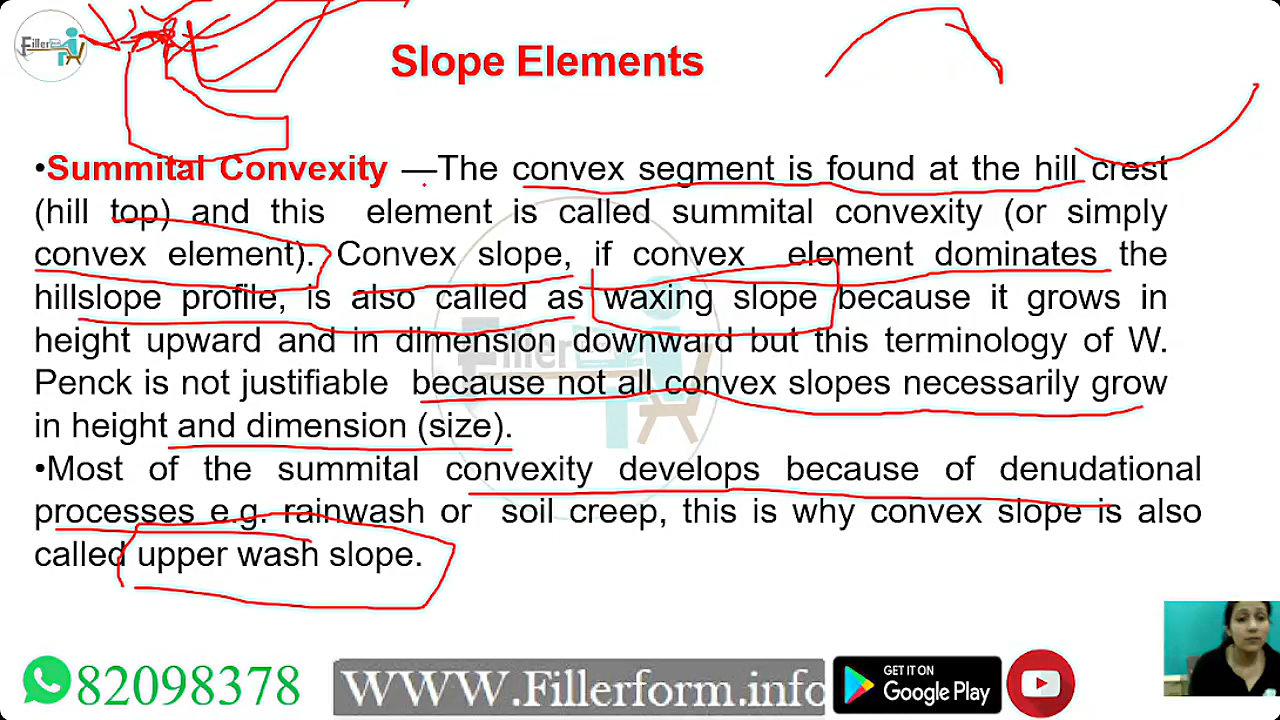 Filler
Slope Elements
•Summital Convexity —The convex segment is found at the hill crest
(hill top) and this element is called summital convexity (or simply
convex element). Convex slope, if convex element dominates the
hillslope profile, is also called as waxing slope because it grows in
height upward and in dimension downward but this terminology of W.
Penck is not justifiable because not all convex slopes necessarily grow
in height and dimension (size).
•Most of the summital convexity develops because of denudational
processes e.g. rainwash or soil creep, this is why convex slope is also
called upper wash slope.
82098378
WWW.Fillerform.info
GET IT ON
Google Play